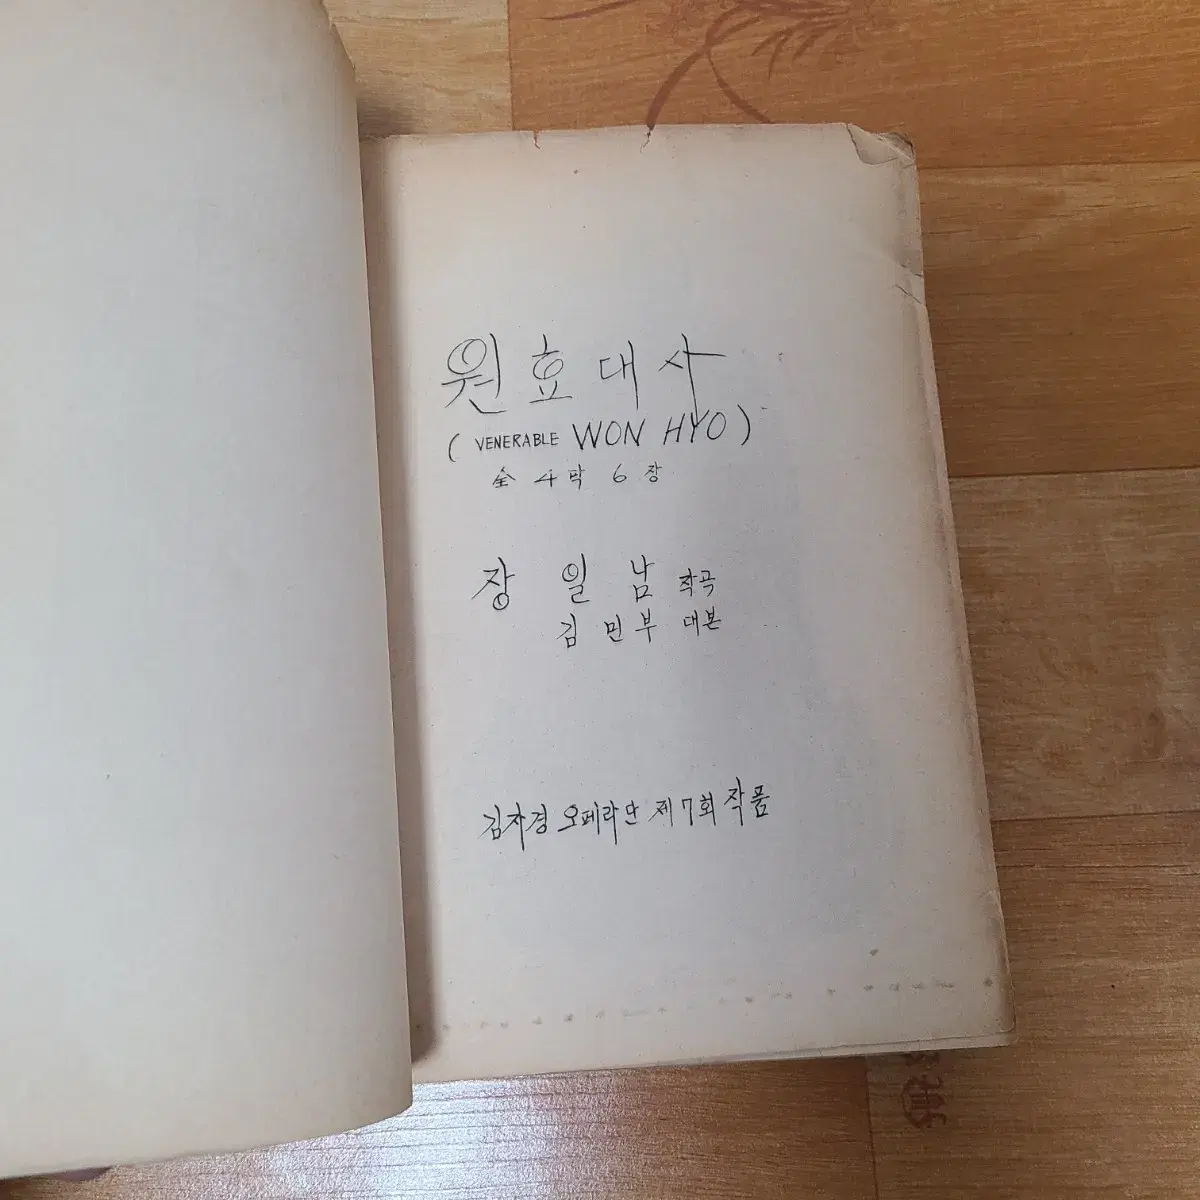 원효대사
( VENERABLE WON HYO )
全 4 막 6 장
장 일 남 작곡
김 민 부 대본
김자경 오페라단 제7회 작품